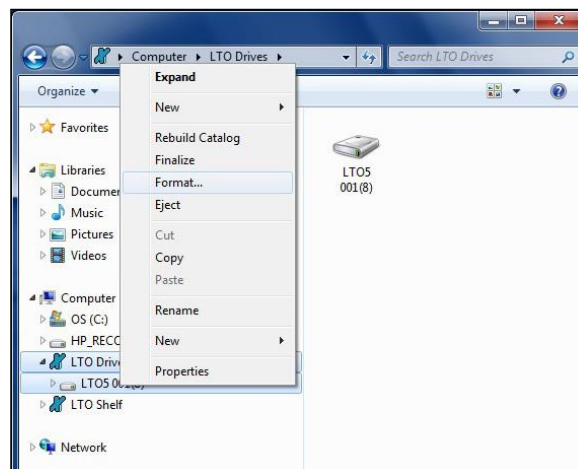 Computer ▸ LTO Drives ▸
Search LTO Drives
Organize
Expand
New
Rebuild Catalog
Finalize
Format...
Eject
Cut
Copy
Paste
Rename
New
Properties
Favorites
Libraries
Documen
Music
Pictures
Videos
Computer
OS (C:)
HP_RECC
LTO Drive
LTO5
LTO Shelf
Network
LTO5
001(8)